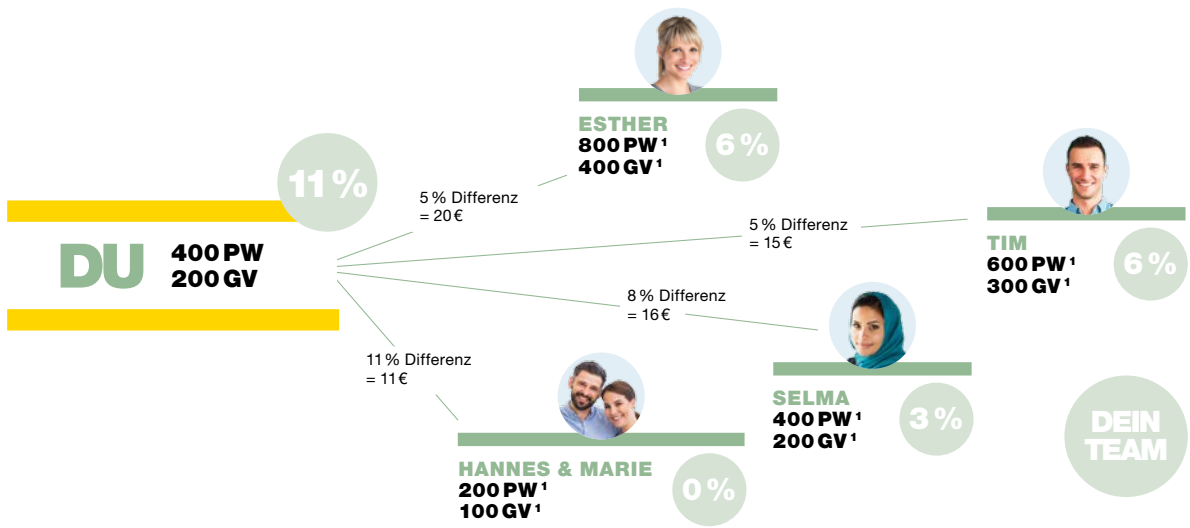 ESTHER
800 PW ¹
400 GV ¹
6 %
11 %
5 % Differenz
= 20 €
DU
400 PW
200 GV
5 % Differenz
= 15 €
TIM
600 PW ¹
300 GV ¹
6 %
8 % Differenz
= 16 €
11 % Differenz
= 11 €
SELMA
400 PW ¹
200 GV ¹
3 %
HANNES & MARIE
200 PW ¹
100 GV ¹
0 %
DEIN
TEAM